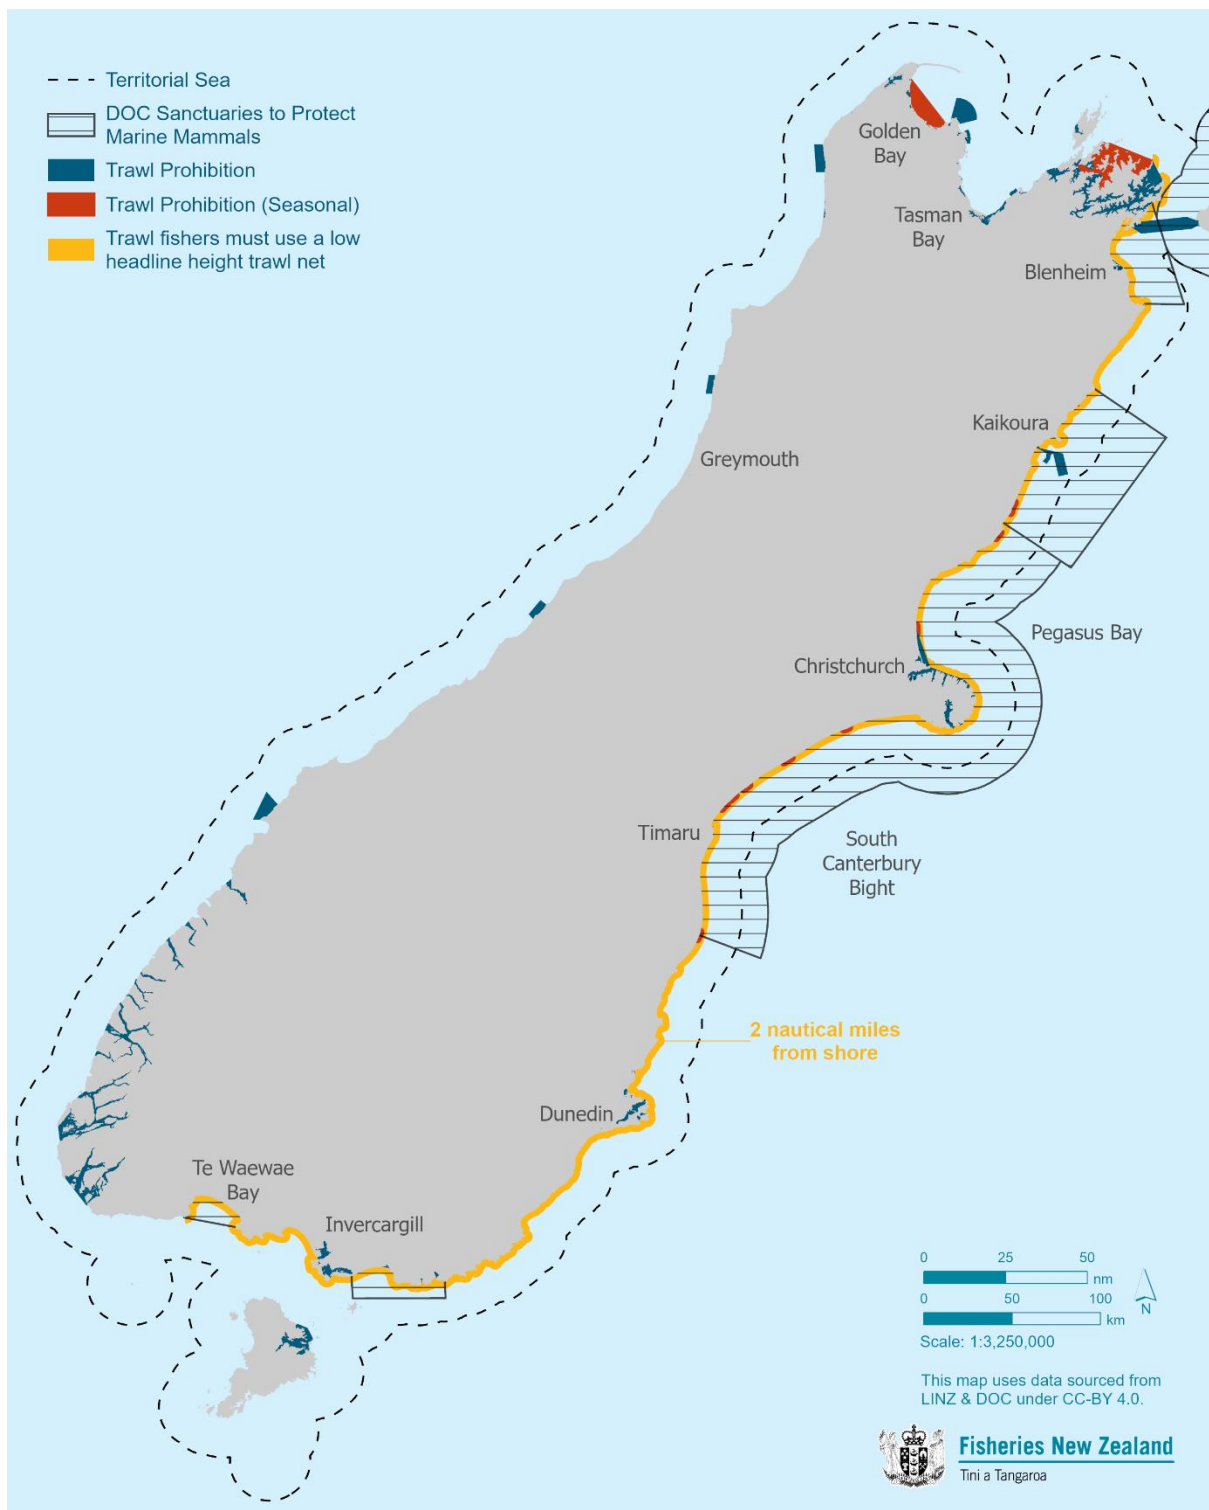 Territorial Sea
DOC Sanctuaries to Protect
Marine Mammals
Trawl Prohibition
Trawl Prohibition (Seasonal)
Trawl fishers must use a low
headline height trawl net
Golden
Bay
Tasman
Bay
Blenheim
Kaikoura
Greymouth
Pegasus Bay
Christchurch
Timaru
South
Canterbury
Bight
2 nautical miles
from shore
Dunedin
Te Waewae
Bay
Invercargill
0 25 50
nm
0 50 100
km
N
Scale: 1:3,250,000
This map uses data sourced from
LINZ & DOC under CC-BY 4.0.
Fisheries New Zealand
Tini a Tangaroa